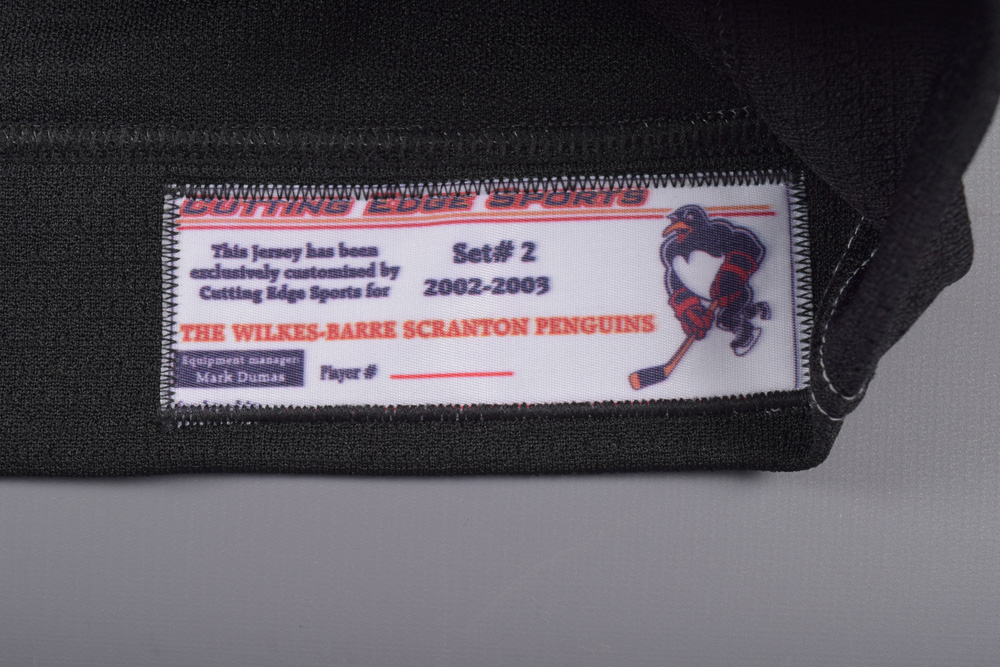 CUTTING EDGE SPORTS
This Jersey has been
exclusively customized by
Cutting Edge Sports for
Set# 2
2002-2003
THE WILKES-BARRE SCRANTON PENGUINS
Equipment manager:
Mark Dumas
Player #